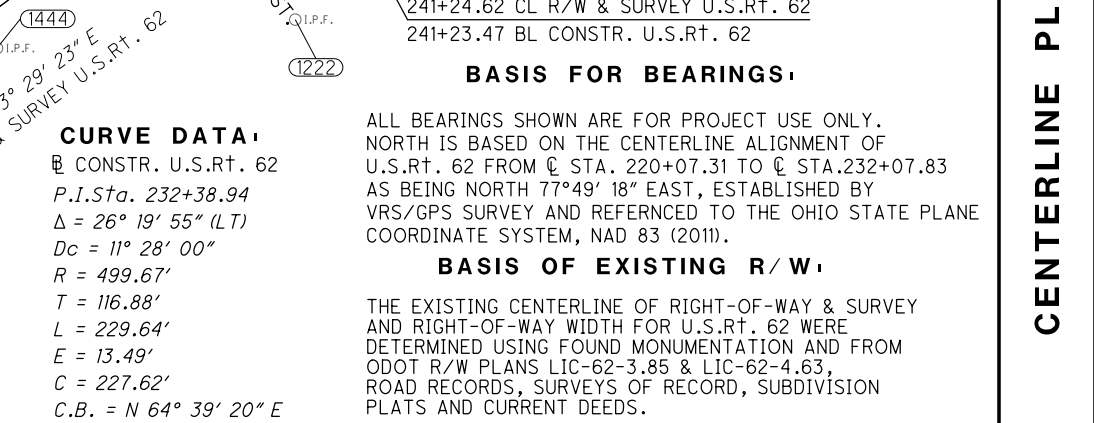 1444
I.P.F.
3° 29' 23" E
SURVEY U.S.Rt. 62
ST.
I.P.F.
1222
241+24.62 CL R/W & SURVEY U.S.Rt. 62
241+23.47 BL CONSTR. U.S.Rt. 62
BASIS FOR BEARINGS:
ALL BEARINGS SHOWN ARE FOR PROJECT USE ONLY.
NORTH IS BASED ON THE CENTERLINE ALIGNMENT OF
U.S.Rt. 62 FROM ℄ STA. 220+07.31 TO ℄ STA.232+07.83
AS BEING NORTH 77°49' 18" EAST, ESTABLISHED BY
VRS/GPS SURVEY AND REFERNCED TO THE OHIO STATE PLANE
COORDINATE SYSTEM, NAD 83 (2011).
BASIS OF EXISTING R/W:
THE EXISTING CENTERLINE OF RIGHT-OF-WAY & SURVEY
AND RIGHT-OF-WAY WIDTH FOR U.S.Rt. 62 WERE
DETERMINED USING FOUND MONUMENTATION AND FROM
ODOT R/W PLANS LIC-62-3.85 & LIC-62-4.63,
ROAD RECORDS, SURVEYS OF RECORD, SUBDIVISION
PLATS AND CURRENT DEEDS.
CURVE DATA:
BL CONSTR. U.S.Rt. 62
P.I.Sta. 232+38.94
Δ = 26° 19' 55" (LT)
Dc = 11° 28' 00"
R = 499.67'
T = 116.88'
L = 229.64'
E = 13.49'
C = 227.62'
C.B. = N 64° 39' 20" E
CENTERLINE PL